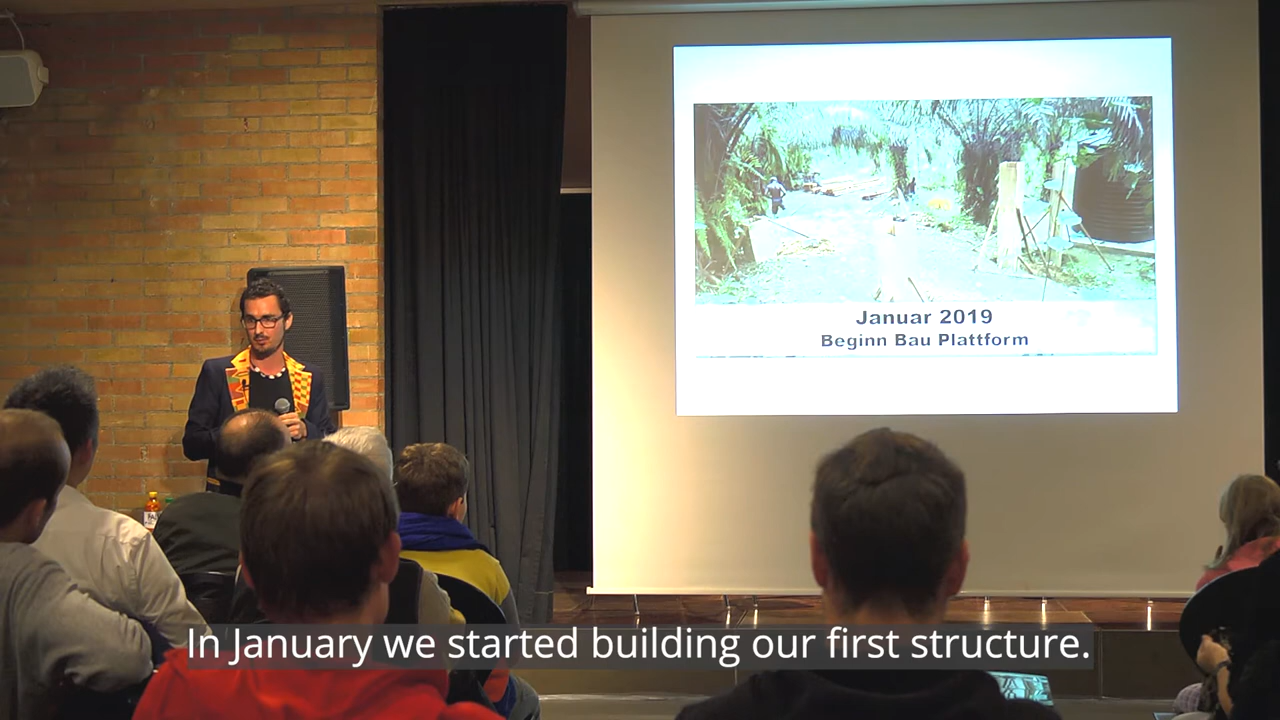 Januar 2019
Beginn Bau Plattform
In January we started building our first structure.